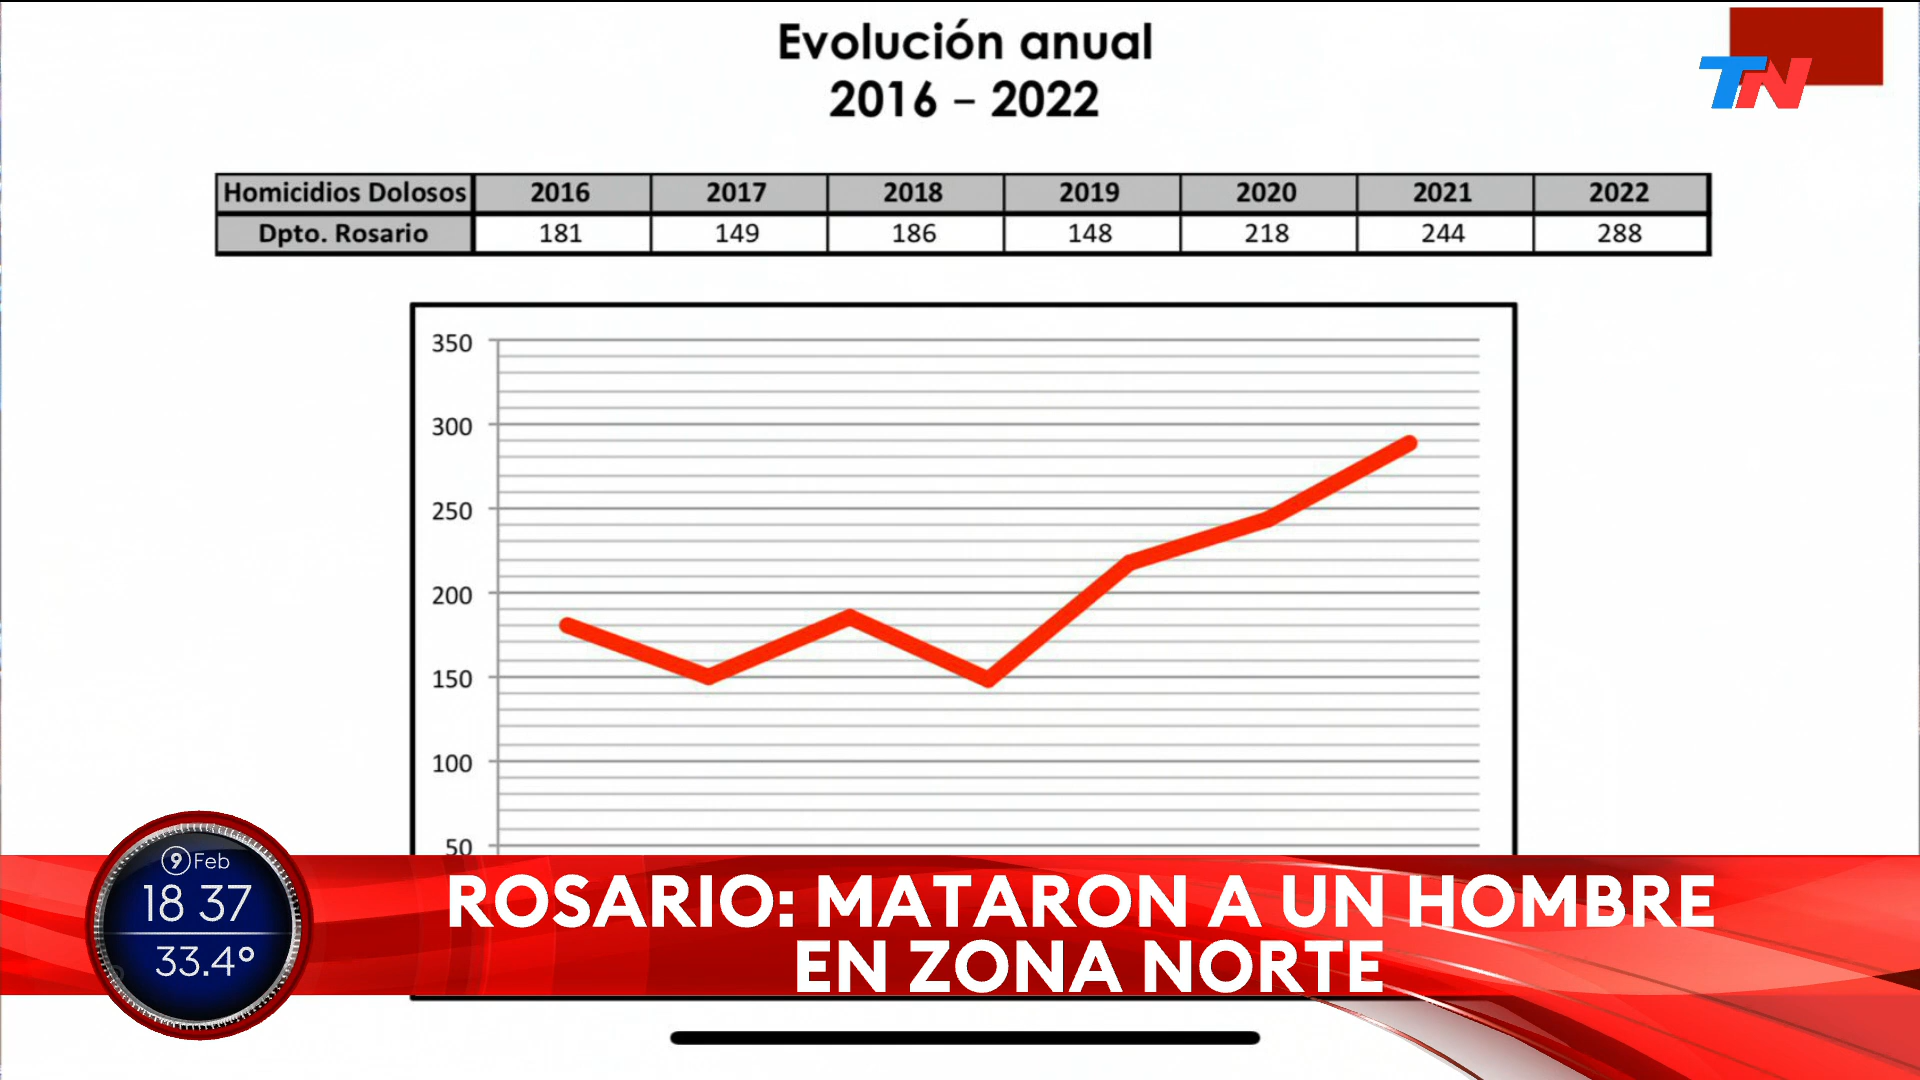 Evolución anual
2016 – 2022
TN
Homicidios Dolosos 2016 2017 2018 2019 2020 2021 2022
Dpto. Rosario 181 149 186 148 218 244 288
350
300
250
200
150
100
50
9 Feb
18 37
33.4°
ROSARIO: MATARON A UN HOMBRE
EN ZONA NORTE